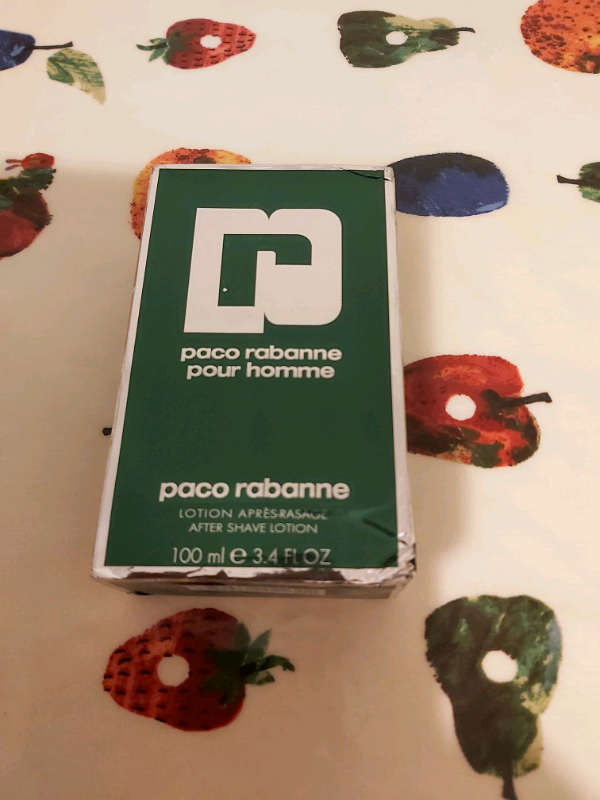 paco rabanne
pour homme
paco rabanne
LOTION APRÈS-RASAGE
AFTER SHAVE LOTION
100 ml e 3.4 FL OZ